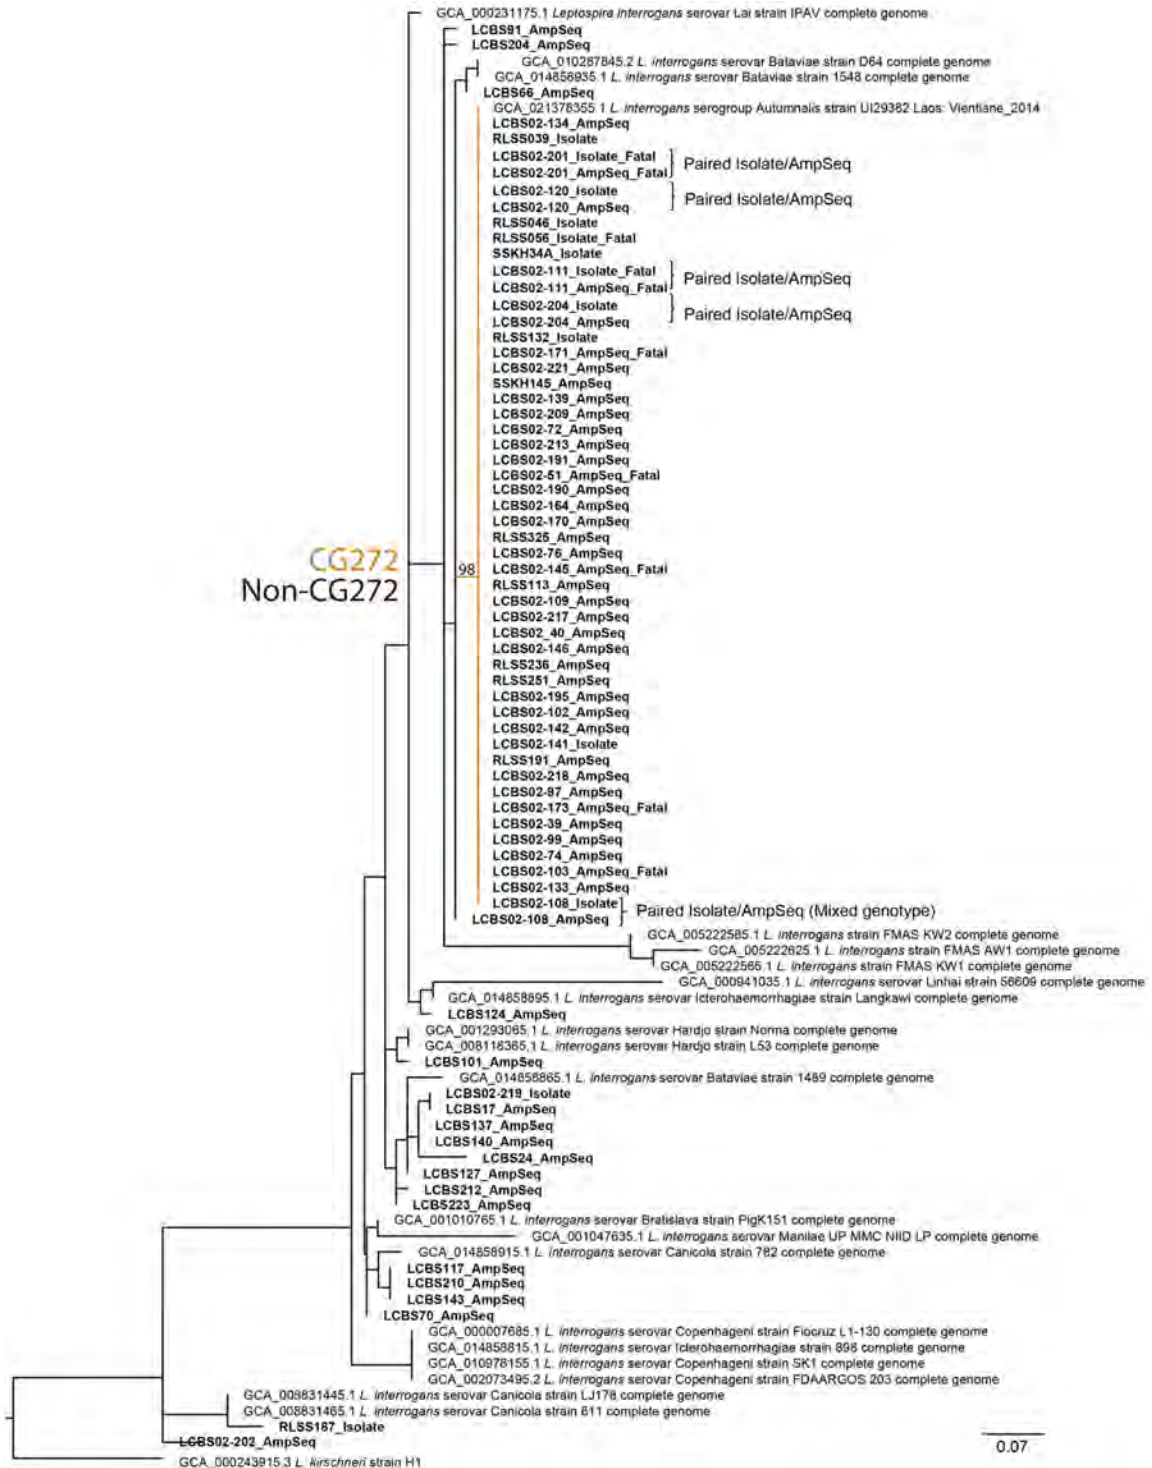 GCA_000231175.1 Leptospira interrogans serovar Lai strain IPAV complete genome
LCBS91_AmpSeq
LCBS204_AmpSeq
GCA_010287845.2 L. interrogans serovar Bataviae strain D64 complete genome
GCA_014858935.1 L. interrogans serovar Bataviae strain 1548 complete genome
LCBS66_AmpSeq
GCA_021378355.1 L. interrogans serogroup Autumnalis strain UI29382 Laos: Vientiane_2014
LCBS02-134_AmpSeq
RLSS039_Isolate
LCBS02-201_Isolate_Fatal
Paired Isolate/AmpSeq
LCBS02-201_AmpSeq_Fatal
LCBS02-120_Isolate
Paired Isolate/AmpSeq
LCBS02-120_AmpSeq
RLSS046_Isolate
RLSS056_Isolate_Fatal
SSKH34A_Isolate
LCBS02-111_Isolate_Fatal
Paired Isolate/AmpSeq
LCBS02-111_AmpSeq_Fatal
LCBS02-204_Isolate
Paired Isolate/AmpSeq
LCBS02-204_AmpSeq
RLSS132_Isolate
LCBS02-171_AmpSeq_Fatal
LCBS02-221_AmpSeq
SSKH145_AmpSeq
LCBS02-139_AmpSeq
LCBS02-209_AmpSeq
LCBS02-72_AmpSeq
LCBS02-213_AmpSeq
LCBS02-191_AmpSeq
LCBS02-51_AmpSeq_Fatal
LCBS02-190_AmpSeq
LCBS02-164_AmpSeq
LCBS02-170_AmpSeq
RLSS325_AmpSeq
LCBS02-76_AmpSeq
CG272
98
LCBS02-145_AmpSeq_Fatal
Non-CG272
RLSS113_AmpSeq
LCBS02-109_AmpSeq
LCBS02-217_AmpSeq
LCBS02_40_AmpSeq
LCBS02-146_AmpSeq
RLSS236_AmpSeq
RLSS251_AmpSeq
LCBS02-195_AmpSeq
LCBS02-102_AmpSeq
LCBS02-142_AmpSeq
LCBS02-141_Isolate
RLSS191_AmpSeq
LCBS02-218_AmpSeq
LCBS02-97_AmpSeq
LCBS02-173_AmpSeq_Fatal
LCBS02-39_AmpSeq
LCBS02-99_AmpSeq
LCBS02-74_AmpSeq
LCBS02-103_AmpSeq_Fatal
LCBS02-133_AmpSeq
LCBS02-108_Isolate
Paired Isolate/AmpSeq (Mixed genotype)
LCBS02-108_AmpSeq
GCA_005222585.1 L. interrogans strain FMAS KW2 complete genome
GCA_005222625.1 L. interrogans strain FMAS AW1 complete genome
GCA_005222565.1 L. interrogans strain FMAS KW1 complete genome
GCA_000941035.1 L. interrogans serovar Linhai strain 56609 complete genome
GCA_014858895.1 L. interrogans serovar Icterohaemorrhagiae strain Langkawi complete genome
LCBS124_AmpSeq
GCA_001293065.1 L. interrogans serovar Hardjo strain Norma complete genome
GCA_008118365.1 L. interrogans serovar Hardjo strain L53 complete genome
LCBS101_AmpSeq
GCA_014858865.1 L. interrogans serovar Bataviae strain 1489 complete genome
LCBS02-219_Isolate
LCBS17_AmpSeq
LCBS137_AmpSeq
LCBS140_AmpSeq
LCBS24_AmpSeq
LCBS127_AmpSeq
LCBS212_AmpSeq
LCBS223_AmpSeq
GCA_001010765.1 L. interrogans serovar Bratislava strain PigK151 complete genome
GCA_001047635.1 L. interrogans serovar Manilae UP MMC NIID LP complete genome
GCA_014858915.1 L. interrogans serovar Canicola strain 782 complete genome
LCBS117_AmpSeq
LCBS210_AmpSeq
LCBS143_AmpSeq
LCBS70_AmpSeq
GCA_000007685.1 L. interrogans serovar Copenhageni strain Fiocruz L1-130 complete genome
GCA_014858815.1 L. interrogans serovar Icterohaemorrhagiae strain 898 complete genome
GCA_010978155.1 L. interrogans serovar Copenhageni strain SK1 complete genome
GCA_002073495.2 L. interrogans serovar Copenhageni strain FDAARGOS 203 complete genome
GCA_008831445.1 L. interrogans serovar Canicola strain LJ178 complete genome
GCA_008831465.1 L. interrogans serovar Canicola strain 611 complete genome
RLSS167_Isolate
LCBS02-202_AmpSeq
0.07
GCA_000243915.3 L. kirschneri strain H1